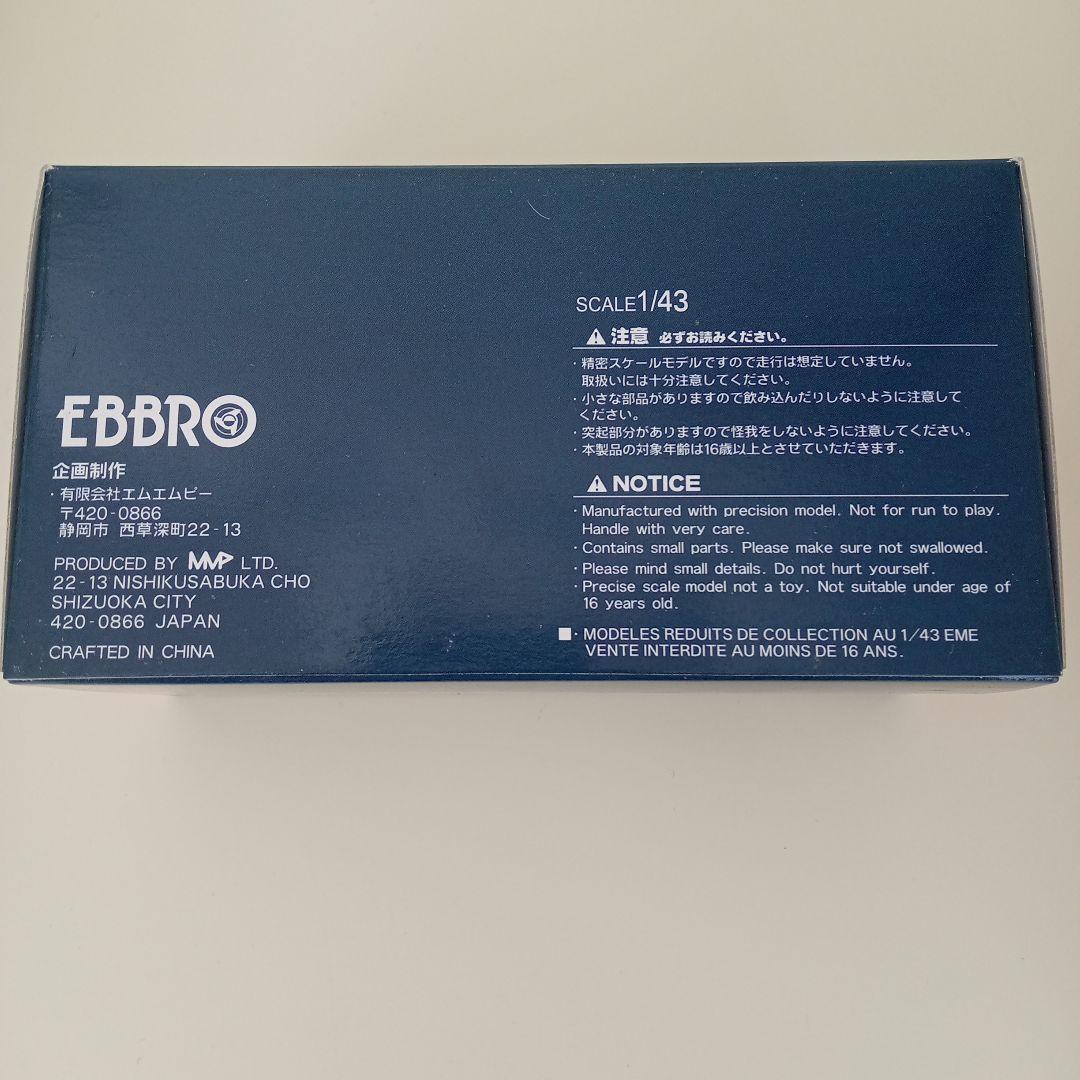 EBBRO
企画制作
・有限会社エムエムピー
〒420-0866
静岡市 西草深町22-13
PRODUCED BY MMP LTD.
22-13 NISHIKUSABUKA CHO
SHIZUOKA CITY
420-0866 JAPAN
CRAFTED IN CHINA
SCALE1/43
⚠ 注意 必ずお読みください。
・精密スケールモデルですので走行は想定していません。
取扱いには十分注意してください。
・小さな部品がありますので飲み込んだりしないように注意して
ください。
・突起部分がありますので怪我をしないように注意してください。
・本製品の対象年齢は16歳以上とさせていただきます。
⚠ NOTICE
・Manufactured with precision model. Not for run to play.
Handle with very care.
・Contains small parts. Please make sure not swallowed.
・Please mind small details. Do not hurt yourself.
・Precise scale model not a toy. Not suitable under age of
16 years old.
■・MODELES REDUITS DE COLLECTION AU 1/43 EME
VENTE INTERDITE AU MOINS DE 16 ANS.